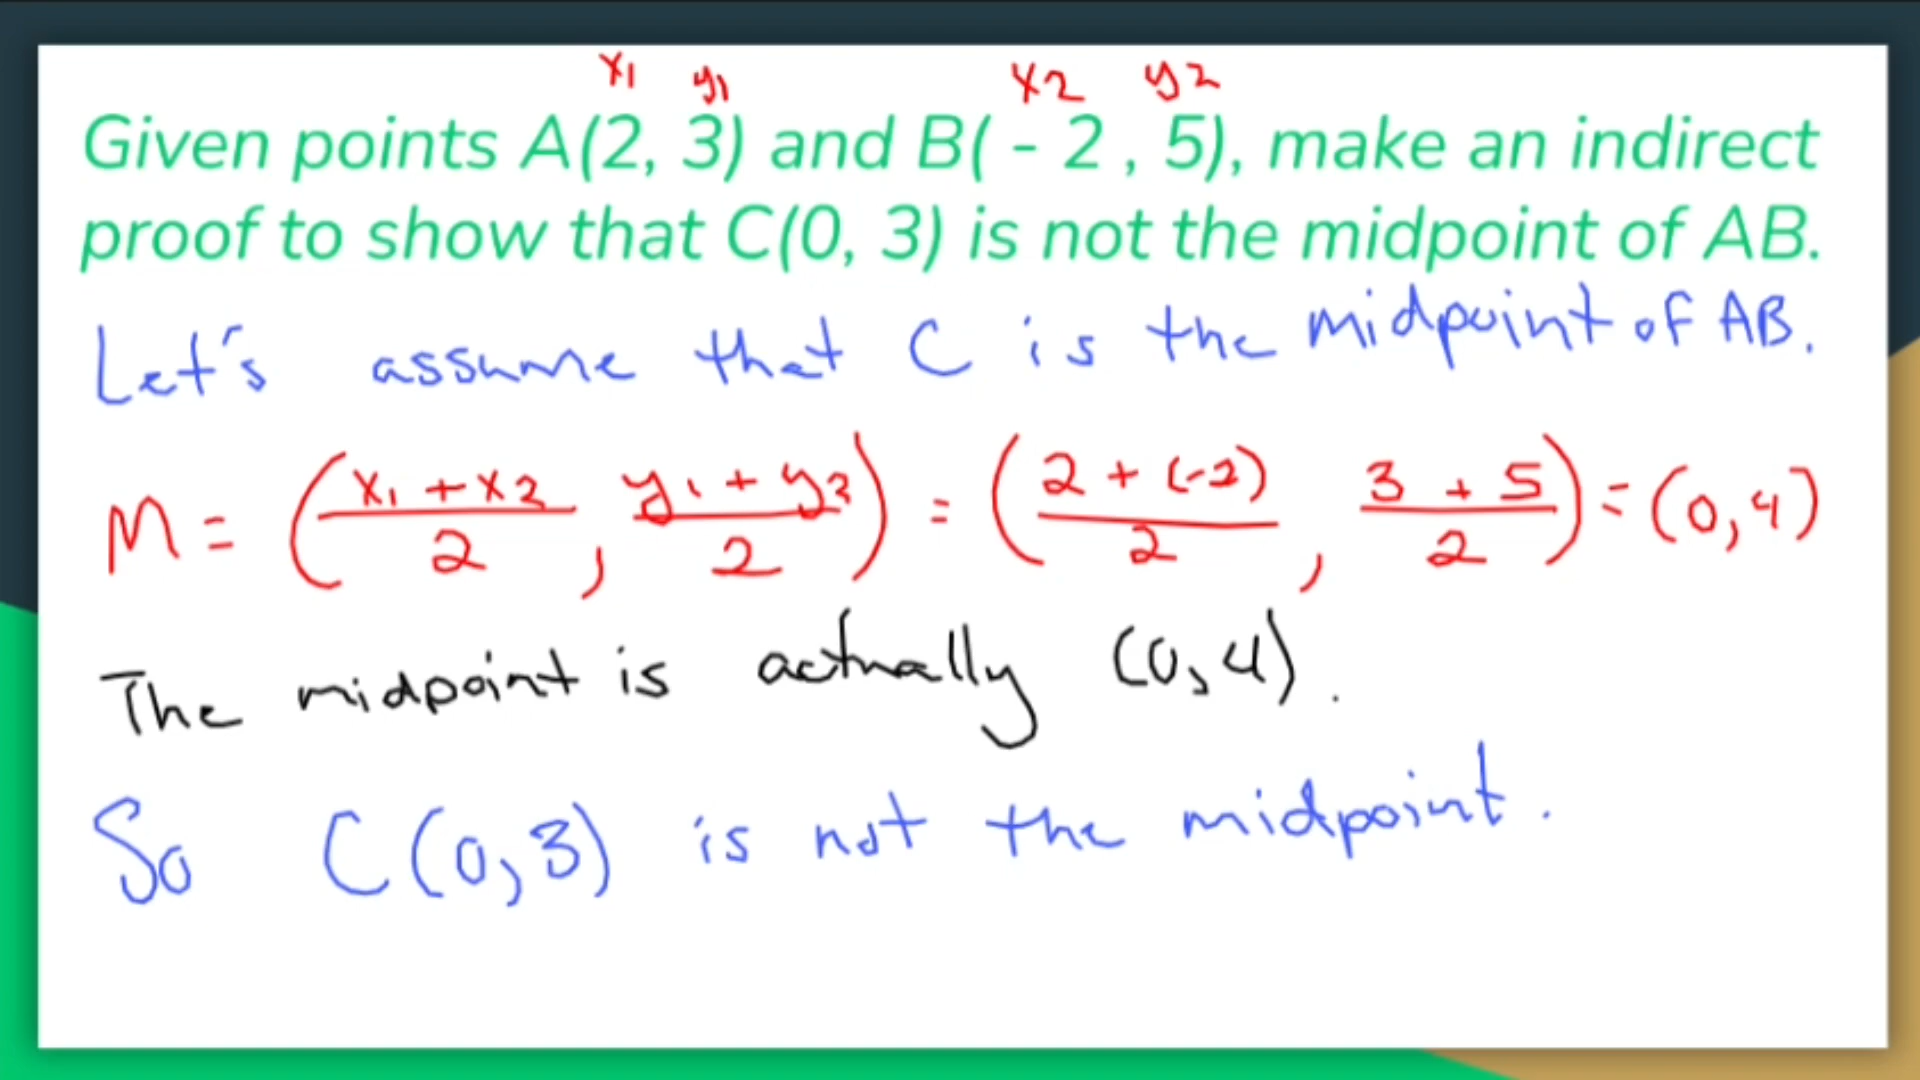 x₁ y₁ x₂ y₂
Given points A(2, 3) and B( - 2 , 5), make an indirect
proof to show that C(0, 3) is not the midpoint of AB.
Let's assume that C is the midpoint of AB.
M = ( (x₁ + x₂)/2 , (y₁ + y₂)/2 ) = ( (2 + (-2))/2 , (3 + 5)/2 ) = (0, 4)
The midpoint is actually (0, 4).
So C(0, 3) is not the midpoint.